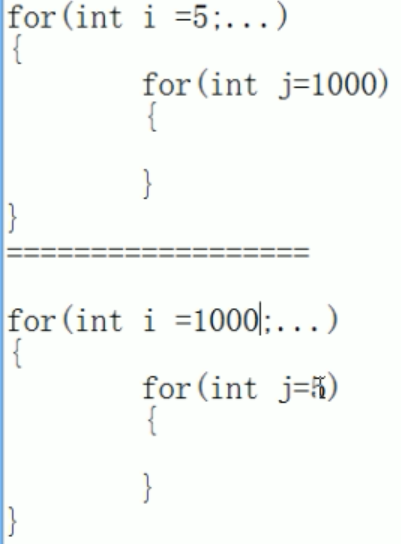 for(int i =5;...)
{
for(int j=1000)
{
}
}
==================
for(int i =1000;...)
{
for(int j=5)
{
}
}